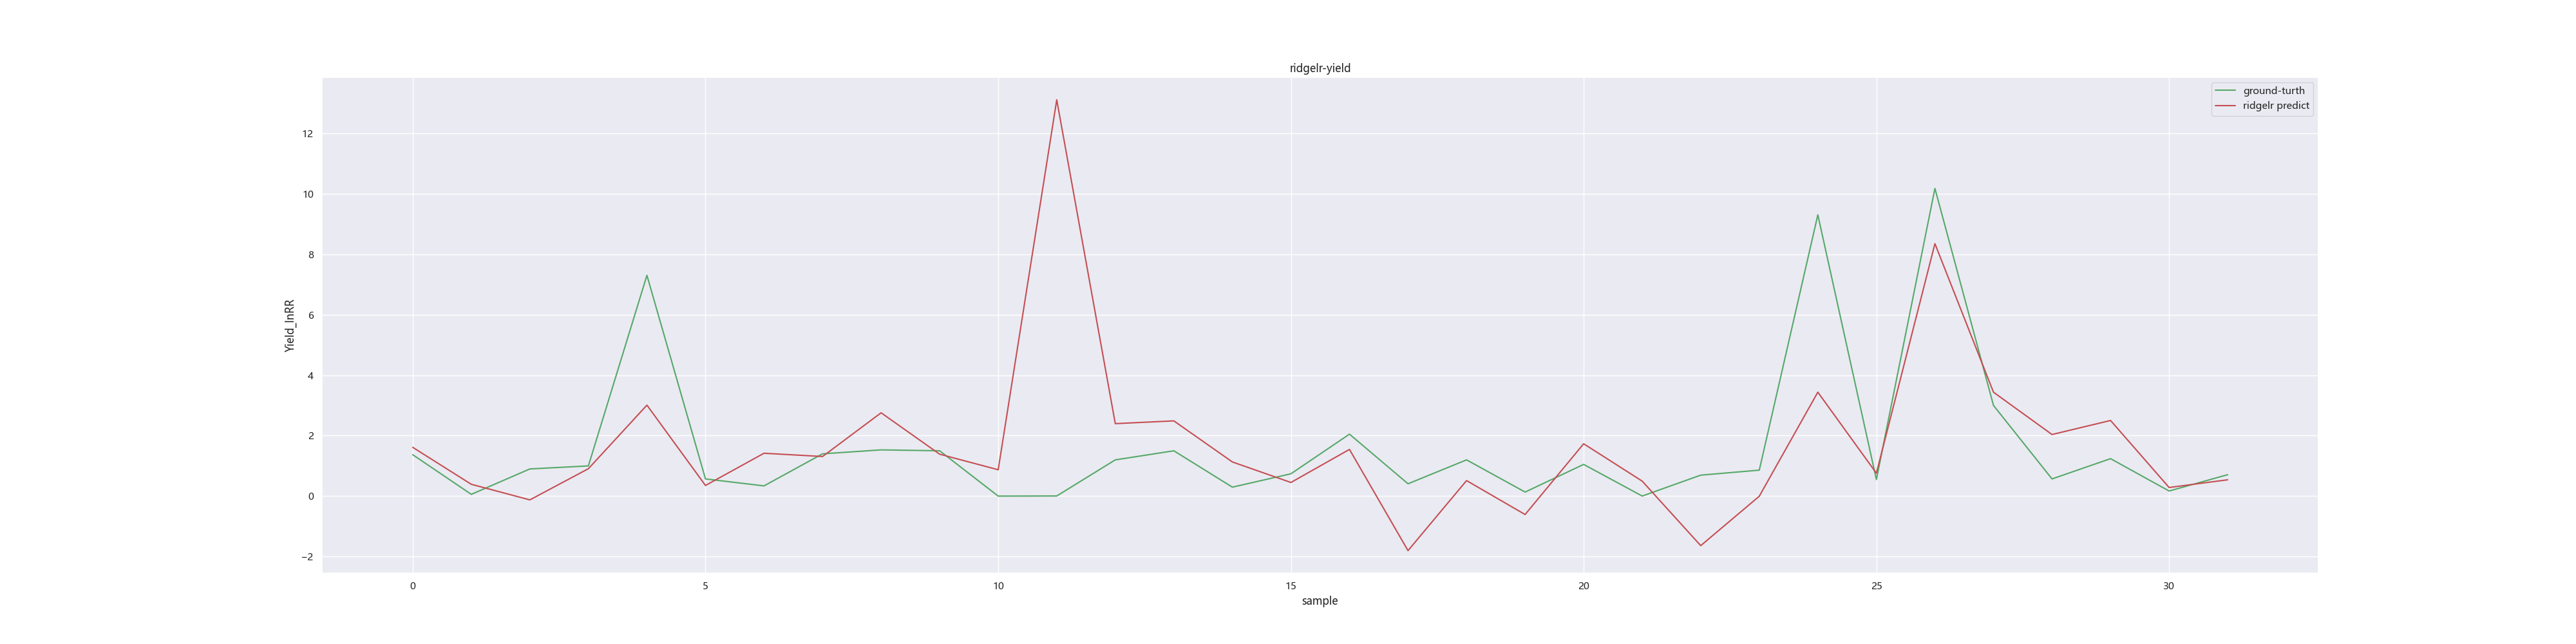 ridgelr-yield
ground-turth
ridgelr predict
12
10
8
6
4
2
0
−2
Yield_lnRR
0 5 10 15 20 25 30
sample